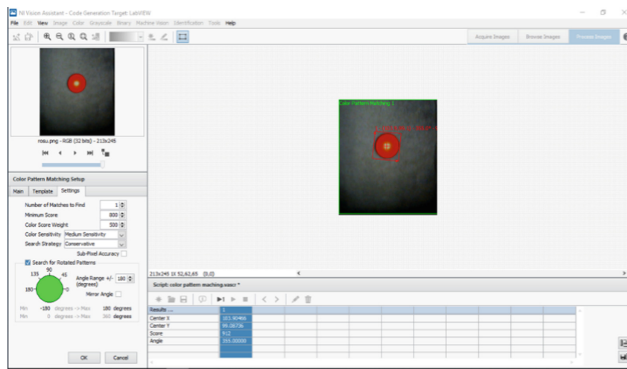 NI Vision Assistant - Code Generation Target: LabVIEW
File Edit View Image Color Grayscale Binary Machine Vision Identification Tools Help
Acquire Images Browse Images Process Images
rosu.png - RGB (32 bits) - 213x245
Color Pattern Matching Setup
Main Template Settings
Number of Matches to Find 1
Minimum Score 800
Color Score Weight 500
Color Sensitivity Medium Sensitivity
Search Strategy Conservative
Sub-Pixel Accuracy
Search for Rotated Patterns
135 90 45
180
Angle Range +/- (degrees) 180
Mirror Angle
Min -180 degrees -> Max 180 degrees
Min 0 degrees -> Max 360 degrees
OK Cancel
Color Pattern Matching 1
213x245 1X 52,62,65 (0,0)
Script: color pattern maching.vascr *
Results 1
Center X
Center Y
Score 912
Angle